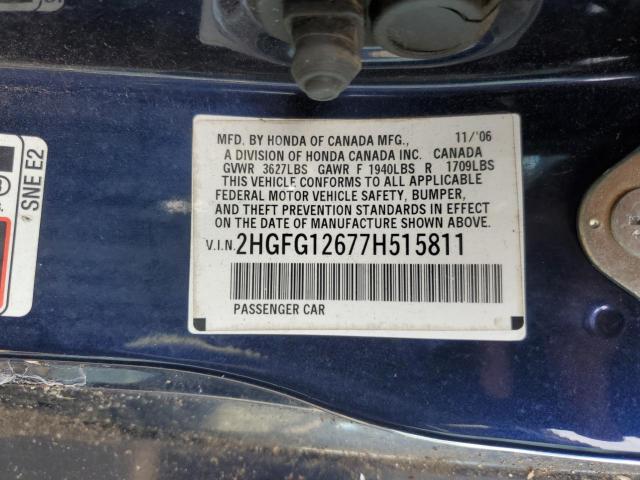 MFD. BY HONDA OF CANADA MFG., 11/'06
A DIVISION OF HONDA CANADA INC. CANADA
GVWR 3627LBS GAWR F 1940LBS R 1709LBS
THIS VEHICLE CONFORMS TO ALL APPLICABLE
FEDERAL MOTOR VEHICLE SAFETY, BUMPER,
AND THEFT PREVENTION STANDARDS IN EFFECT
ON THE DATE OF MANUFACTURE SHOWN ABOVE.
V.I.N. 2HGFG12677H515811
PASSENGER CAR
SNE E2